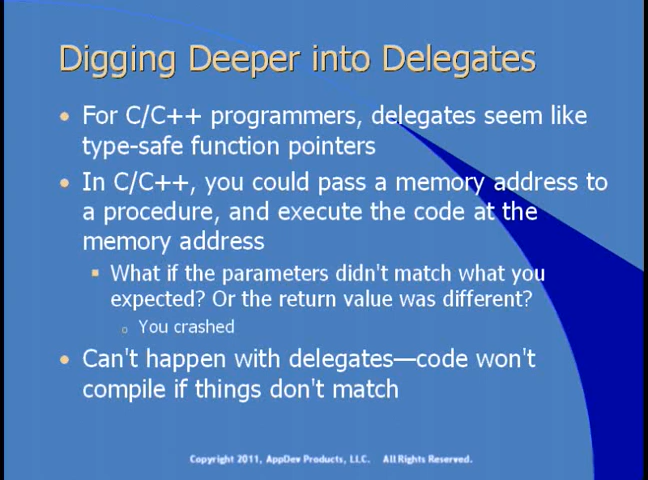 Digging Deeper into Delegates
• For C/C++ programmers, delegates seem like
type-safe function pointers
• In C/C++, you could pass a memory address to
a procedure, and execute the code at the
memory address
▪ What if the parameters didn't match what you
expected? Or the return value was different?
o You crashed
• Can't happen with delegates—code won't
compile if things don't match
Copyright 2011, AppDev Products, LLC. All Rights Reserved.